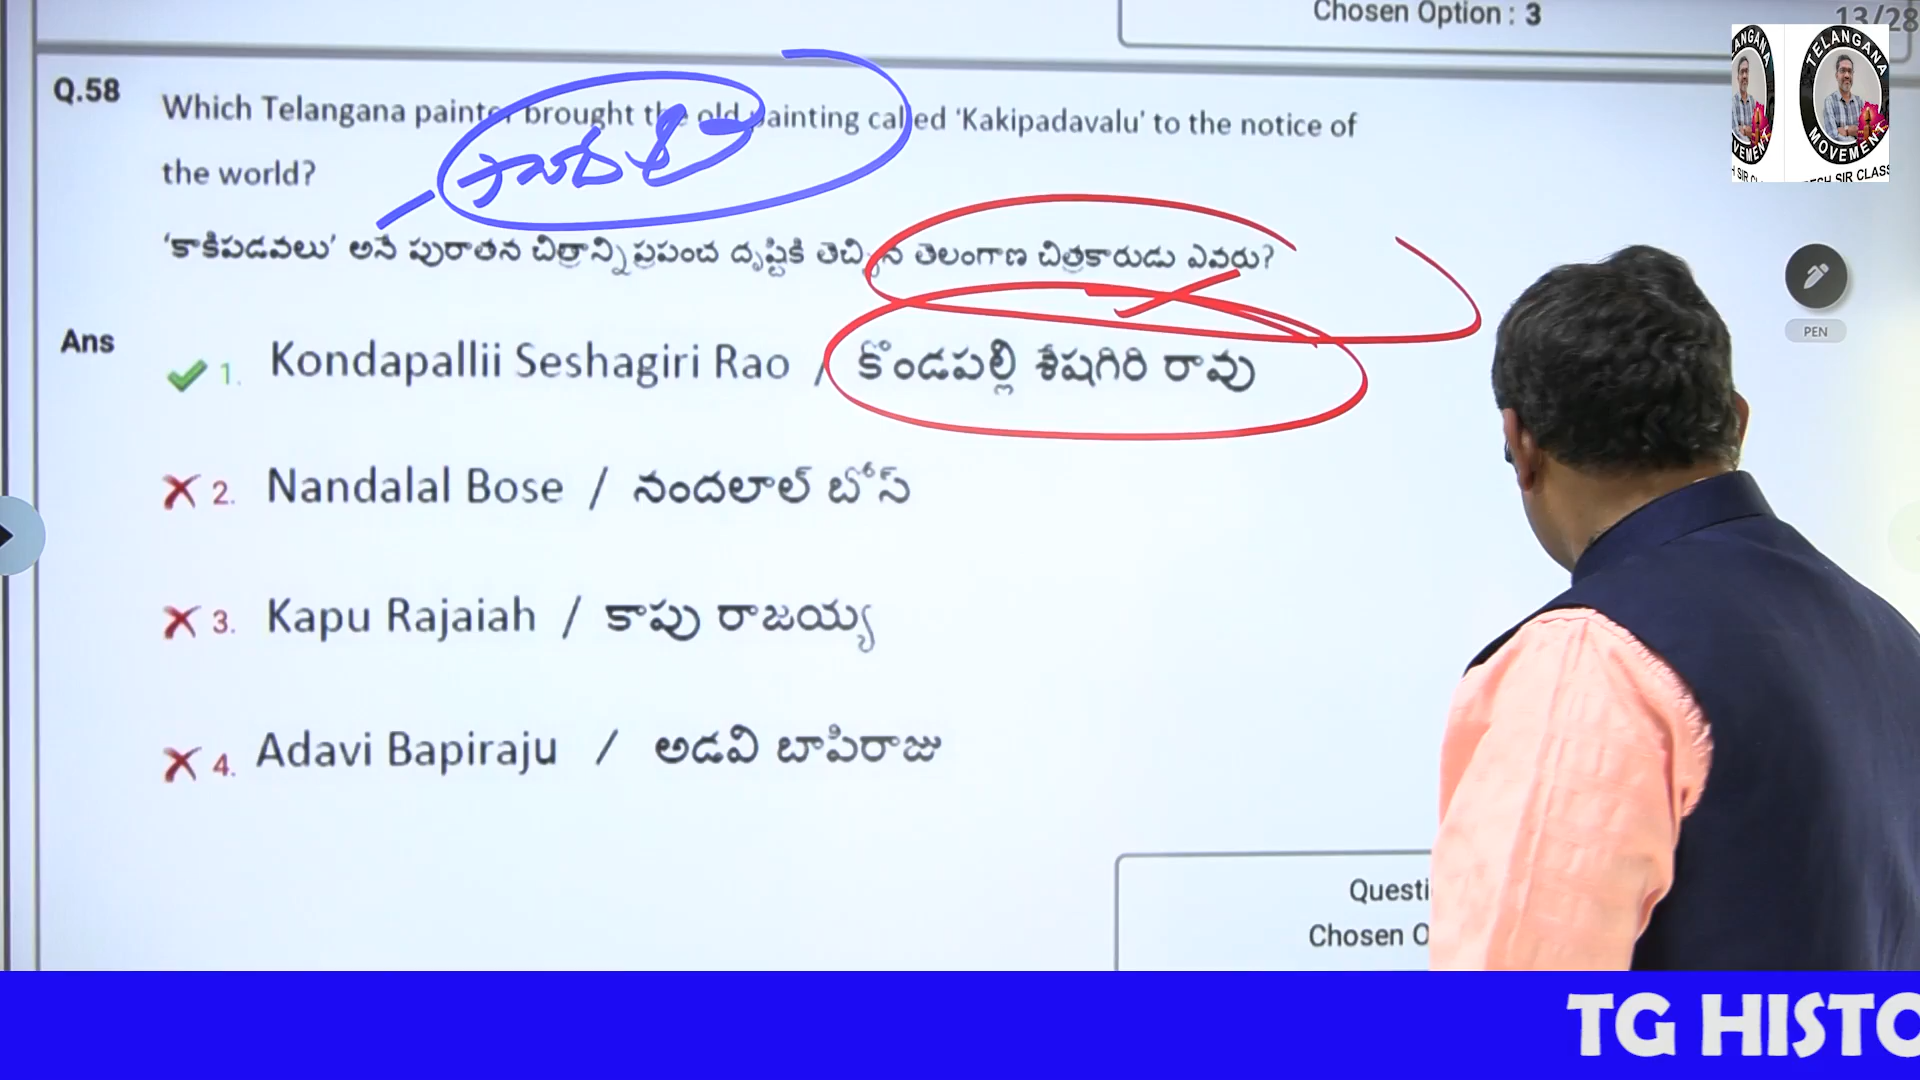 Chosen Option : 3
13/28
Q.58
Which Telangana painter brought the old painting called ‘Kakipadavalu’ to the notice of
the world?
‘కాకిపడవలు’ అనే పురాతన చిత్రాన్ని ప్రపంచ దృష్టికి తెచ్చిన తెలంగాణ చిత్రకారుడు ఎవరు?
Ans
1. Kondapallii Seshagiri Rao / కొండపల్లి శేషగిరి రావు
2. Nandalal Bose / నందలాల్ బోస్
3. Kapu Rajaiah / కాపు రాజయ్య
4. Adavi Bapiraju / అడవి బాపిరాజు
TELANGANA
MOVEMENT
SIR CLASS
PEN
Questi
Chosen O
TG HISTO